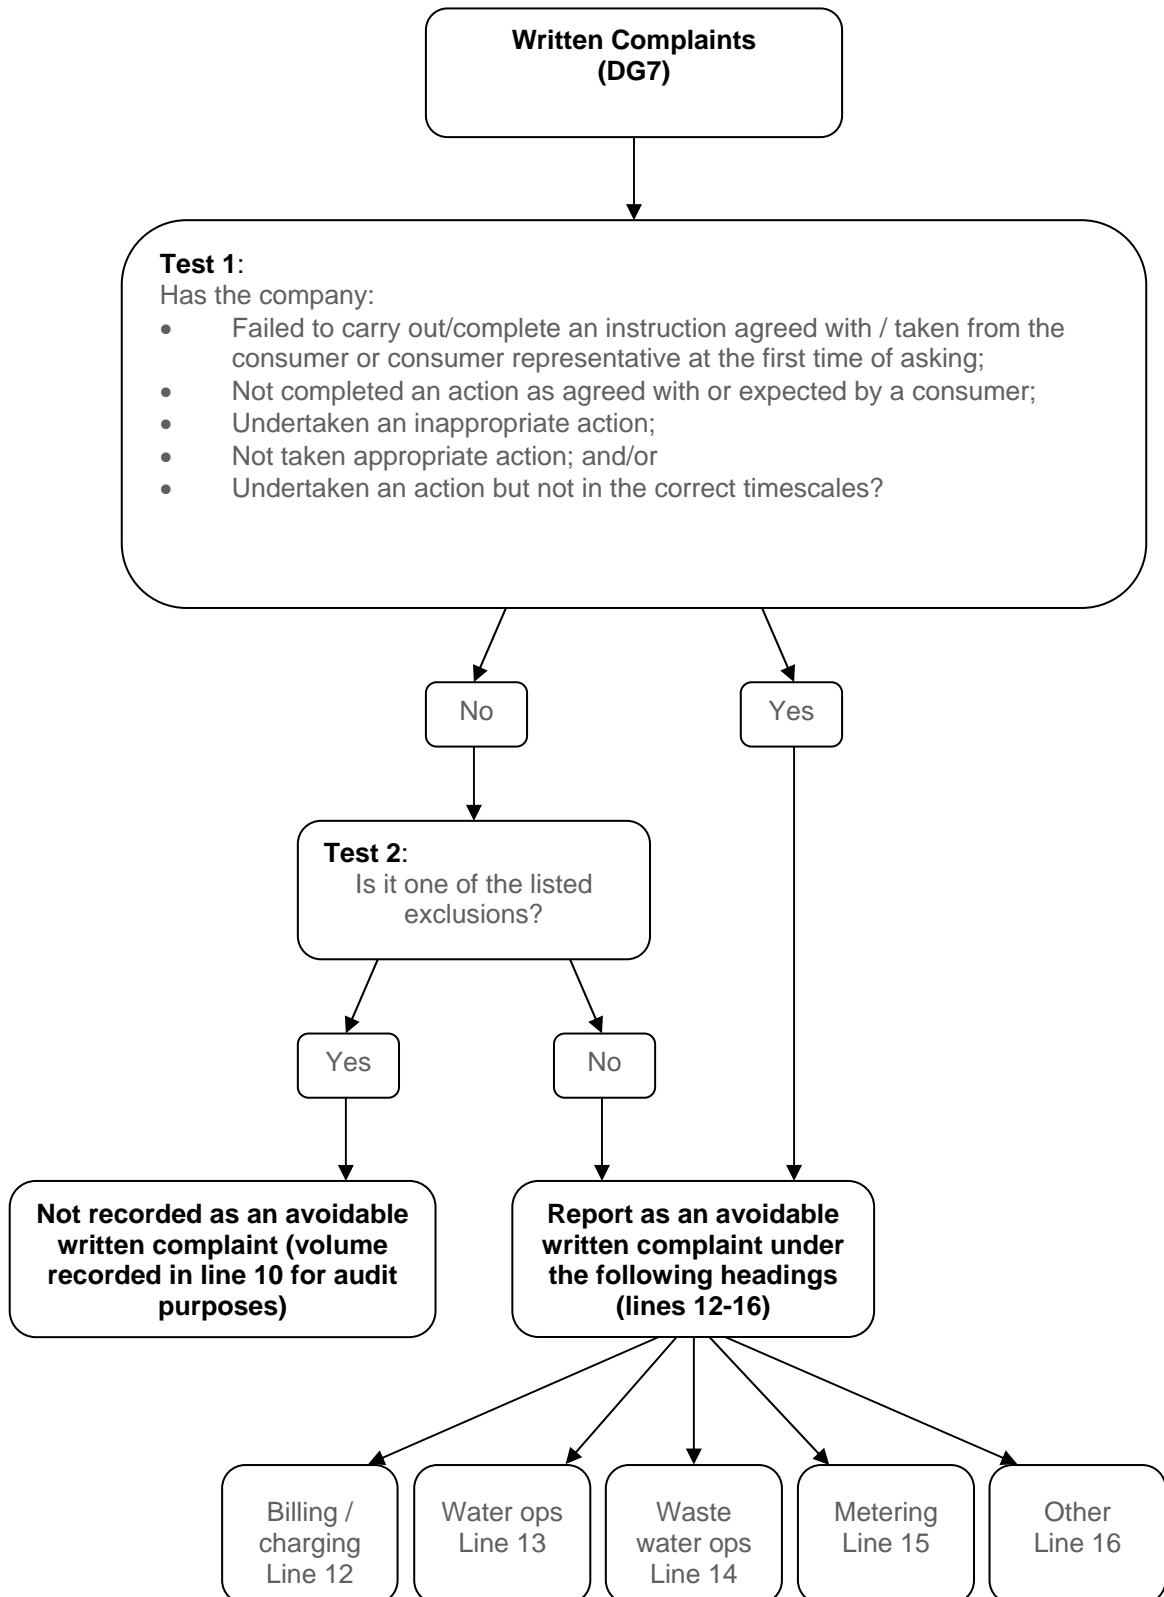 Written Complaints
(DG7)
Test 1:
Has the company:
• Failed to carry out/complete an instruction agreed with / taken from the
consumer or consumer representative at the first time of asking;
• Not completed an action as agreed with or expected by a consumer;
• Undertaken an inappropriate action;
• Not taken appropriate action; and/or
• Undertaken an action but not in the correct timescales?
No
Yes
Test 2:
Is it one of the listed
exclusions?
Yes
No
Not recorded as an avoidable
written complaint (volume
recorded in line 10 for audit
purposes)
Report as an avoidable
written complaint under
the following headings
(lines 12-16)
Billing /
charging
Line 12
Water ops
Line 13
Waste
water ops
Line 14
Metering
Line 15
Other
Line 16